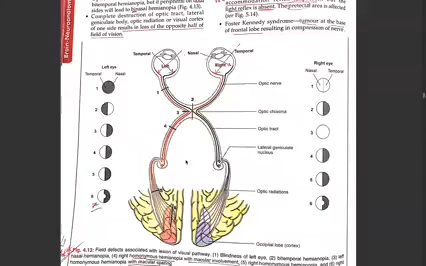 Brain-Neuroanatomy
bitemporal hemianopia, but if peripheral
sides will lead to binasal hemianopia (Fig. 4.13).
• Complete destruction of optic tract, lateral
geniculate body, optic radiation or visual cortex
of one side results in loss of the opposite half of
field of vision.
light reflex is absent. The pretectal area is affected
(see Fig. 5.14).
• Foster Kennedy syndrome—tumour at the base
of frontal lobe resulting in compression of nerve.
Left eye
Temporal Nasal
1
2
3
4
5
6
Temporal Nasal Temporal
Left Right
1
2
3
4
Optic nerve
Optic chiasma
Optic tract
Lateral geniculate
nucleus
Optic radiations
Occipital lobe (cortex)
Right eye
Nasal Temporal
1
2
3
4
5
6
Fig. 4.13: Field defects associated with lesion of visual pathway. (1) Blindness of left eye, (2) bitemporal hemianopia, (3) left
nasal hemianopia, (4) right homonymous hemianopia with macular involvement, (5) right homonymous hemianopia, and (6) right
homonymous hemianopia with macular sparing